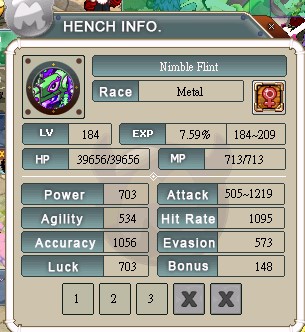 HENCH INFO.
Nimble Flint
Race Metal
LV 184 EXP 7.59% 184~209
HP 39656/39656 MP 713/713
Power 703 Attack 505~1219
Agility 534 Hit Rate 1095
Accuracy 1056 Evasion 573
Luck 703 Bonus 148
1 2 3 X X